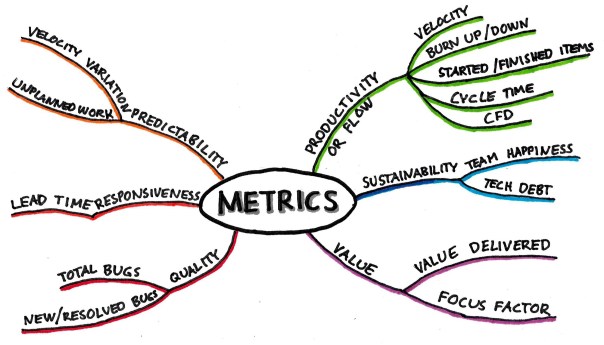 METRICS
PRODUCTIVITY
OR FLOW
VELOCITY
BURN UP/DOWN
STARTED/FINISHED ITEMS
CYCLE TIME
CFD
SUSTAINABILITY
TEAM HAPPINESS
TECH DEBT
VALUE
VALUE DELIVERED
FOCUS FACTOR
QUALITY
TOTAL BUGS
NEW/RESOLVED BUGS
RESPONSIVENESS
LEAD TIME
PREDICTABILITY
VELOCITY VARIATION
UNPLANNED WORK